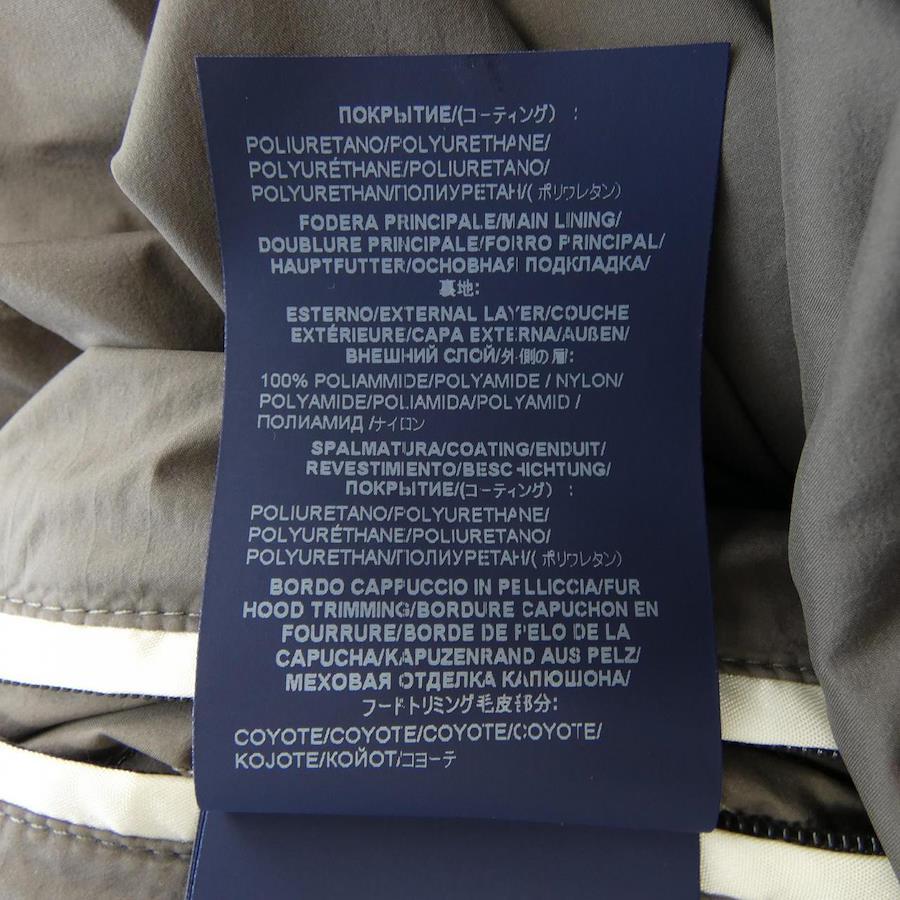 ПОКРЫТИЕ/(コーティング) :
POLIURETANO/POLYURETHANE/
POLYURÉTHANE/POLIURETANO/
POLYURETHAN/ПОЛИУРЕТАН/(ポリウレタン)
FODERA PRINCIPALE/MAIN LINING/
DOUBLURE PRINCIPALE/FORRO PRINCIPAL/
HAUPTFUTTER/ОСНОВНАЯ ПОДКЛАДКА/
裏地:
ESTERNO/EXTERNAL LAYER/COUCHE
EXTÉRIEURE/CAPA EXTERNA/AUßEN/
ВНЕШНИЙ СЛОЙ/外側の層:
100% POLIAMMIDE/POLYAMIDE / NYLON/
POLYAMIDE/POLIAMIDA/POLYAMID /
ПОЛИАМИД /ナイロン
SPALMATURA/COATING/ENDUIT/
REVESTIMIENTO/BESCHICHTUNG/
ПОКРЫТИЕ/(コーティング) :
POLIURETANO/POLYURETHANE/
POLYURÉTHANE/POLIURETANO/
POLYURETHAN/ПОЛИУРЕТАН/(ポリウレタン)
BORDO CAPPUCCIO IN PELLICCIA/FUR
HOOD TRIMMING/BORDURE CAPUCHON EN
FOURRURE/BORDE DE PELO DE LA
CAPUCHA/KAPUZENRAND AUS PELZ/
МЕХОВАЯ ОТДЕЛКА КАПЮШОНА/
フードトリミング毛皮部分:
COYOTE/COYOTE/COYOTE/COYOTE/
KOJOTE/КОЙОТ/コヨーテ